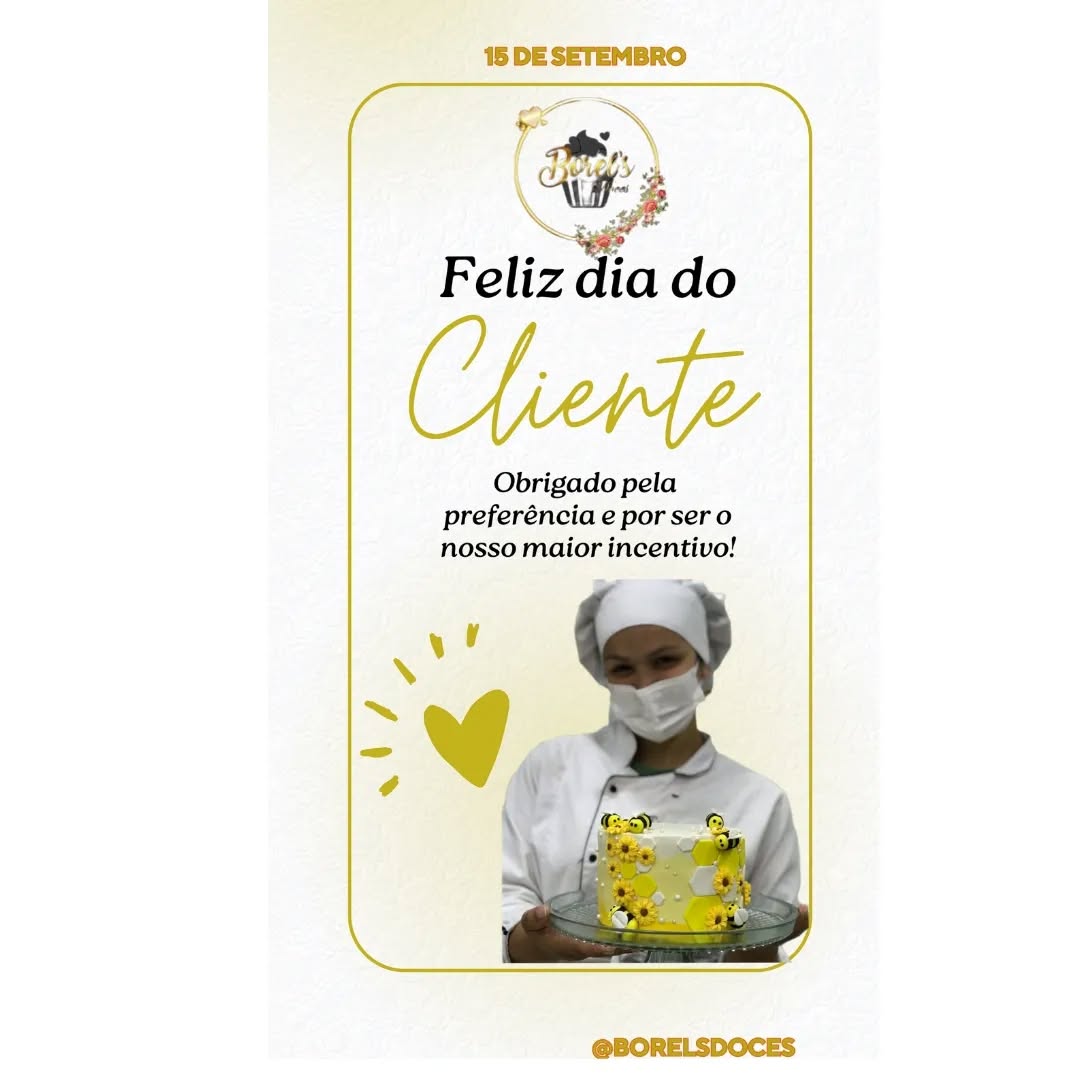 15 DE SETEMBRO
Borel's
Feliz dia do
Cliente
Obrigado pela
preferência e por ser o
nosso maior incentivo!
@BORELSDOCES